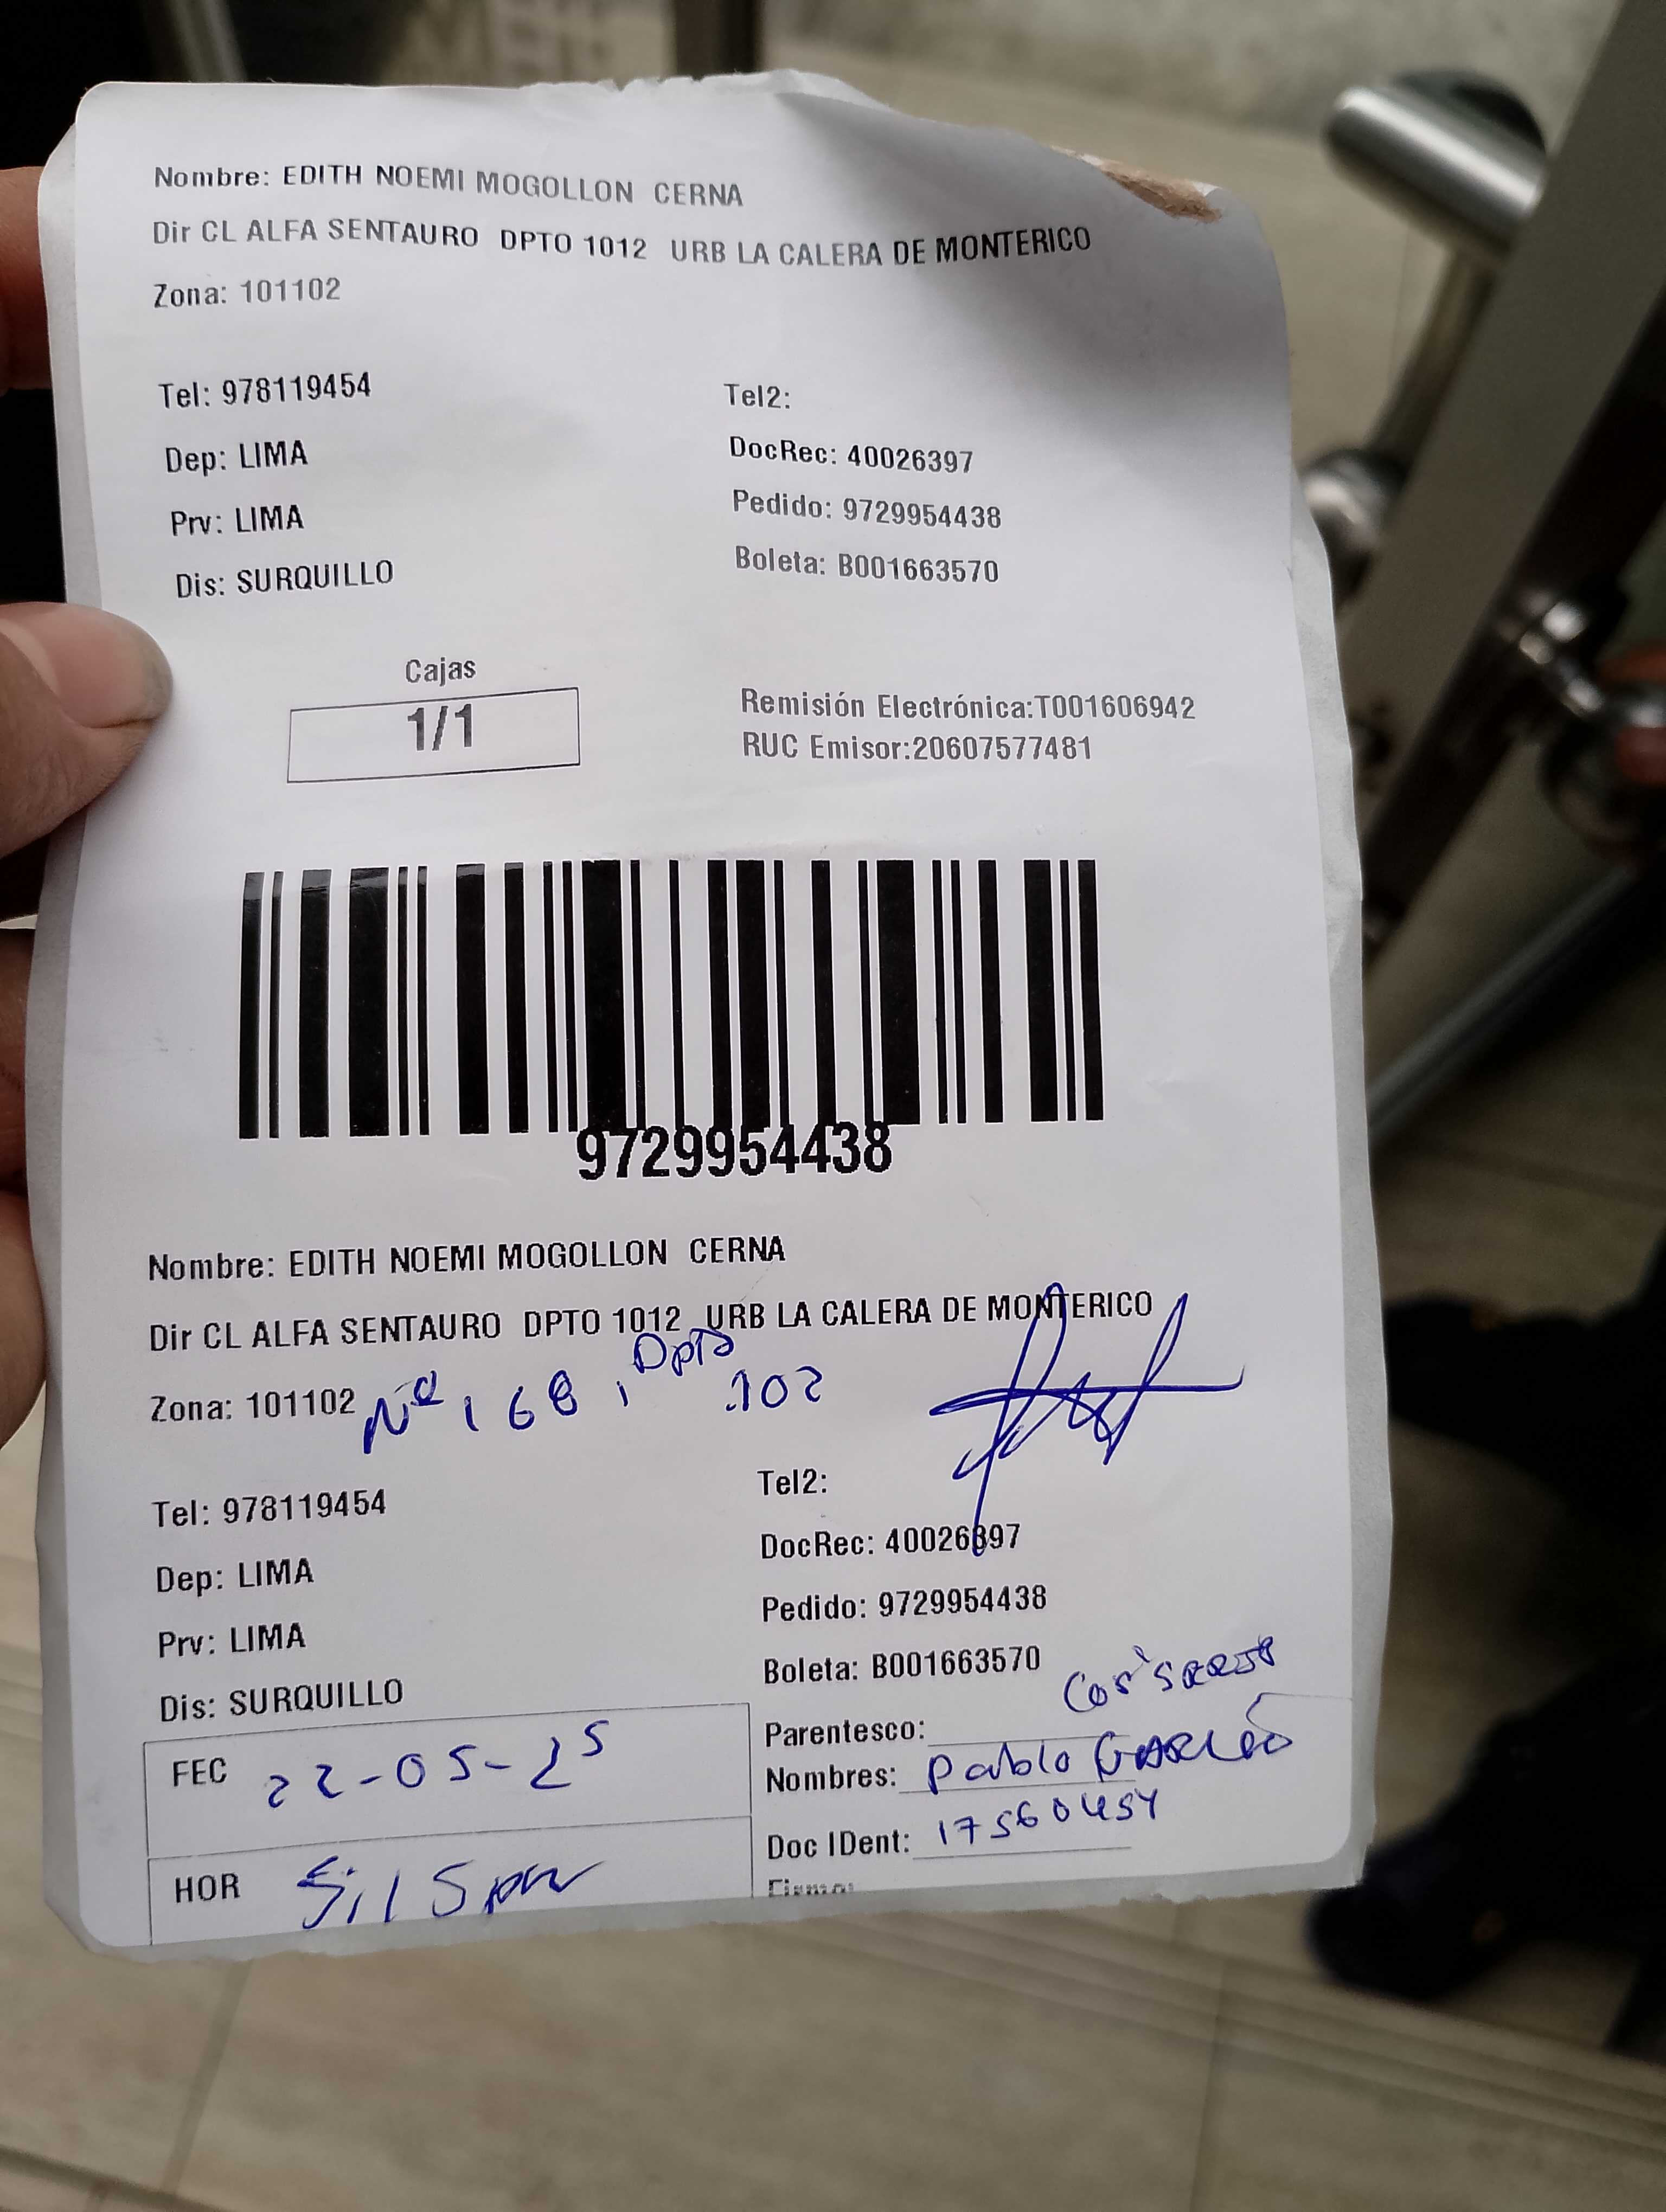 Nombre: EDITH NOEMI MOGOLLON CERNA
Dir CL ALFA SENTAURO DPTO 1012 URB LA CALERA DE MONTERICO
Zona: 101102
Tel: 978119454
Tel2:
Dep: LIMA
DocRec: 40026397
Prv: LIMA
Pedido: 9729954438
Dis: SURQUILLO
Boleta: B001663570
Cajas
1/1
Remisión Electrónica:T001606942
RUC Emisor:20607577481
9729954438
Nombre: EDITH NOEMI MOGOLLON CERNA
Dir CL ALFA SENTAURO DPTO 1012 URB LA CALERA DE MONTERICO
Zona: 101102 Nº 168, Dpto 102
Tel: 978119454
Tel2:
Dep: LIMA
DocRec: 40026397
Prv: LIMA
Pedido: 9729954438
Dis: SURQUILLO
Boleta: B001663570
FEC 22-05-25
Parentesco:
Nombres: Pablo
Doc IDent: 17560454
HOR
Firma: